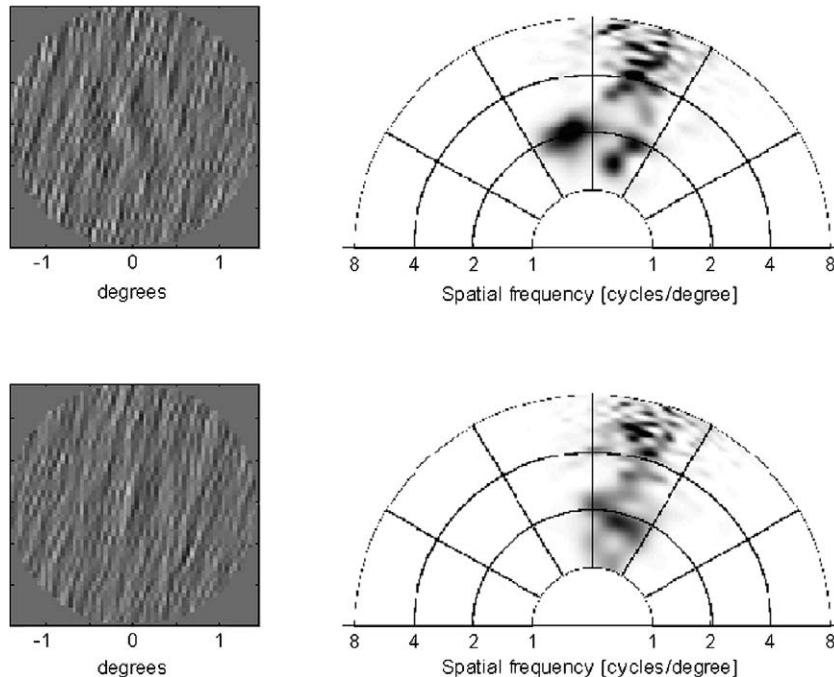 -1 0 1
degrees
8 4 2 1 1 2 4 8
Spatial frequency [cycles/degree]
-1 0 1
degrees
8 4 2 1 1 2 4 8
Spatial frequency [cycles/degree]